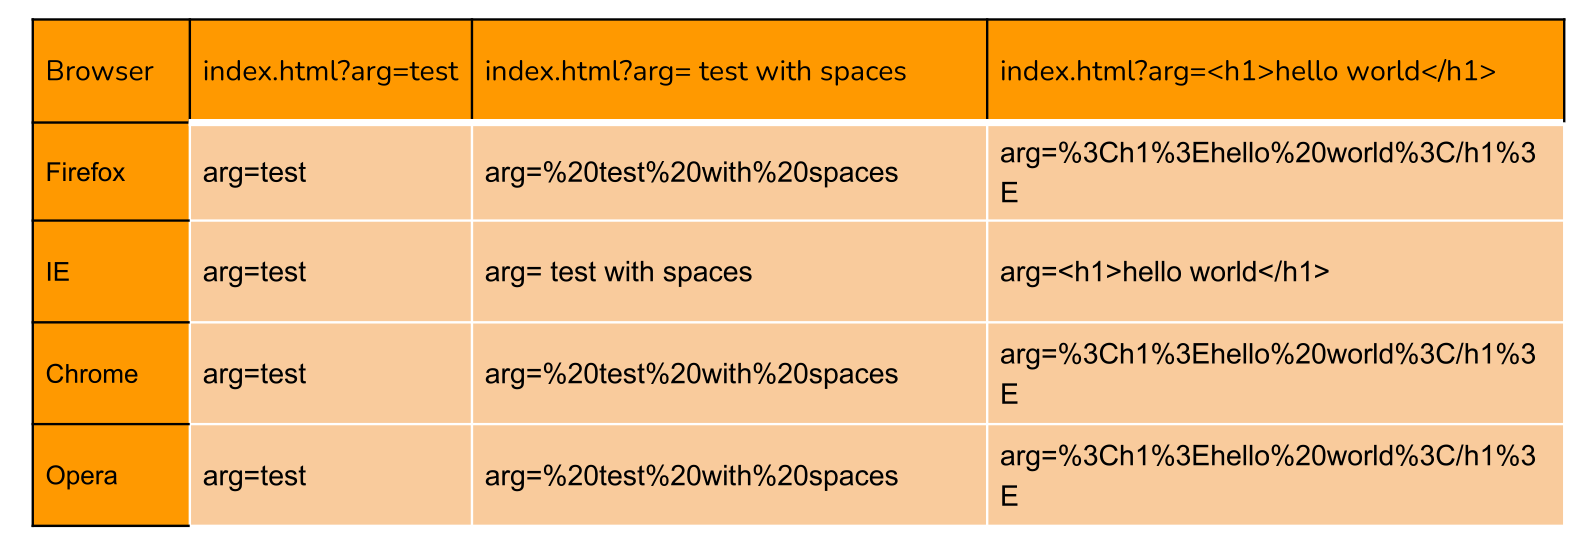 Browser
index.html?arg=test
index.html?arg= test with spaces
index.html?arg=<h1>hello world</h1>
Firefox
arg=test
arg=%20test%20with%20spaces
arg=%3Ch1%3Ehello%20world%3C/h1%3
E
IE
arg=test
arg= test with spaces
arg=<h1>hello world</h1>
Chrome
arg=test
arg=%20test%20with%20spaces
arg=%3Ch1%3Ehello%20world%3C/h1%3
E
Opera
arg=test
arg=%20test%20with%20spaces
arg=%3Ch1%3Ehello%20world%3C/h1%3
E